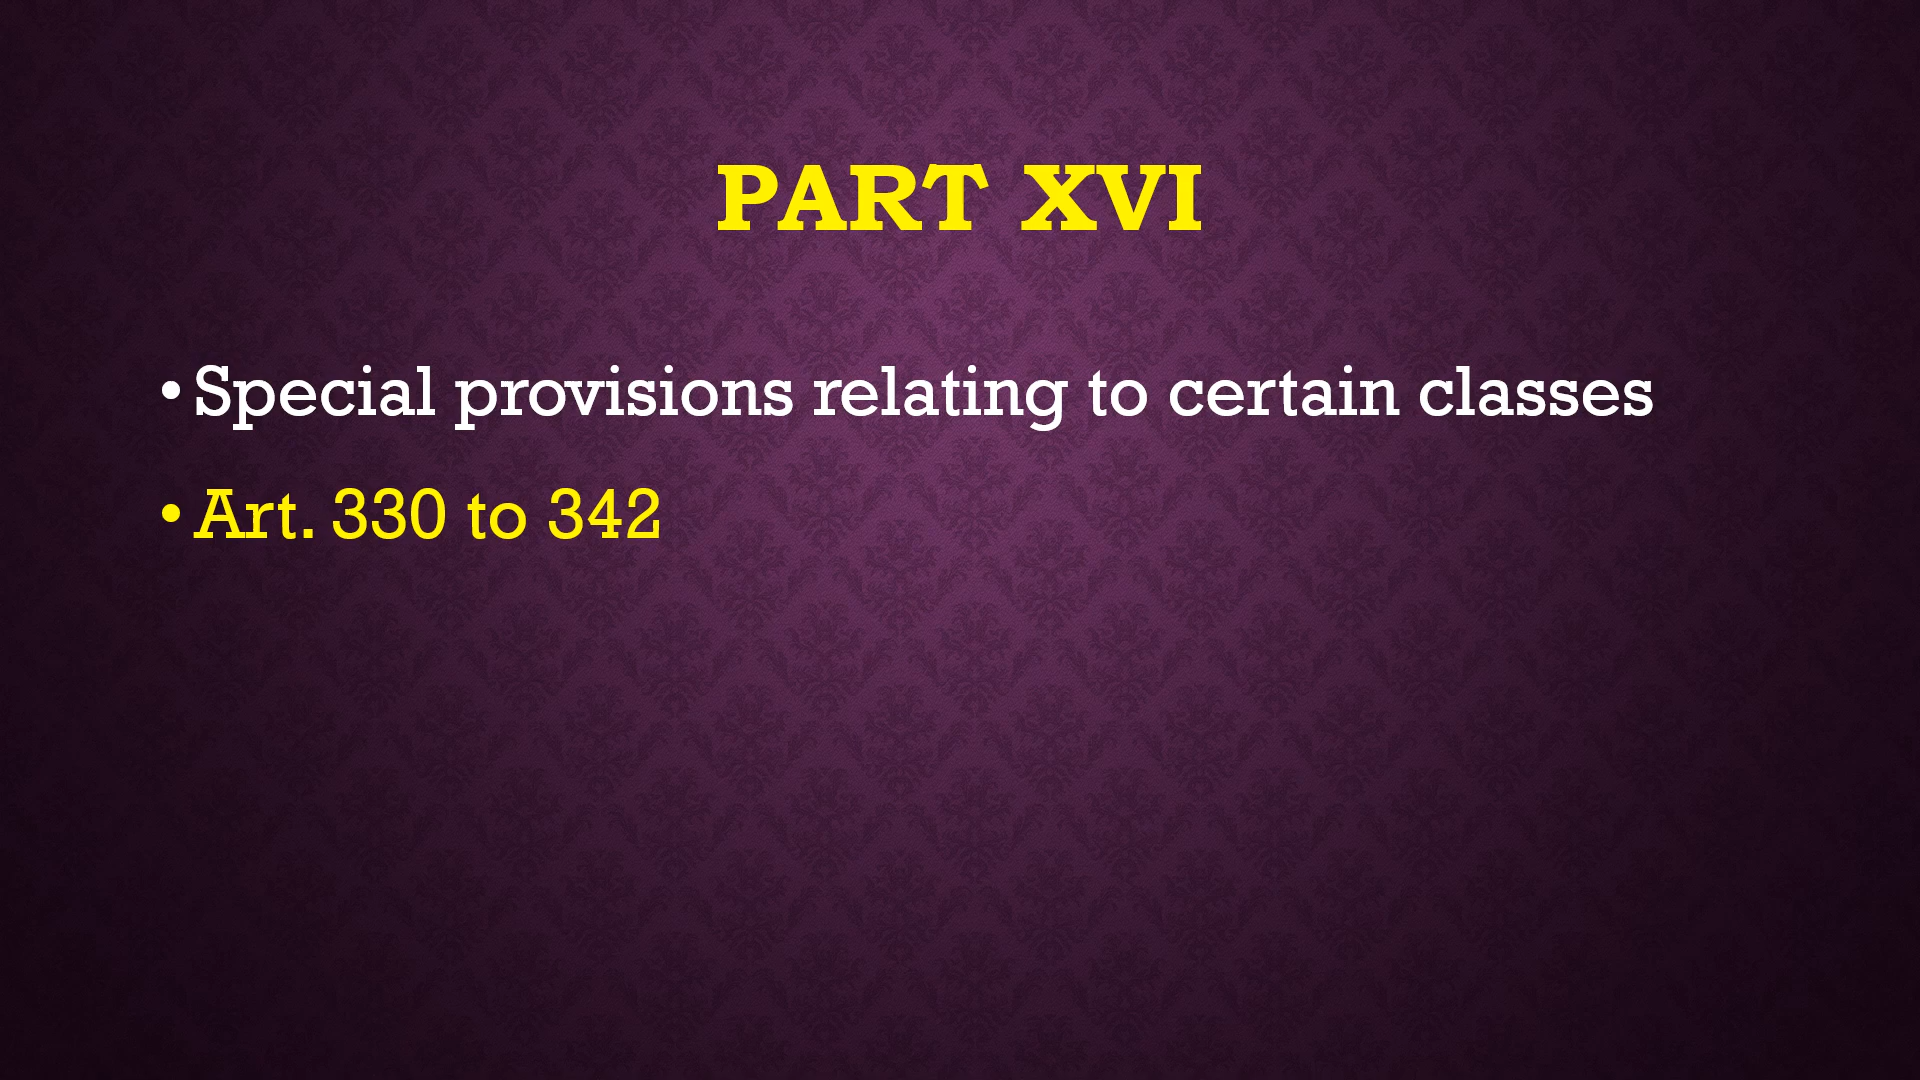 PART XVI
•Special provisions relating to certain classes
•Art. 330 to 342